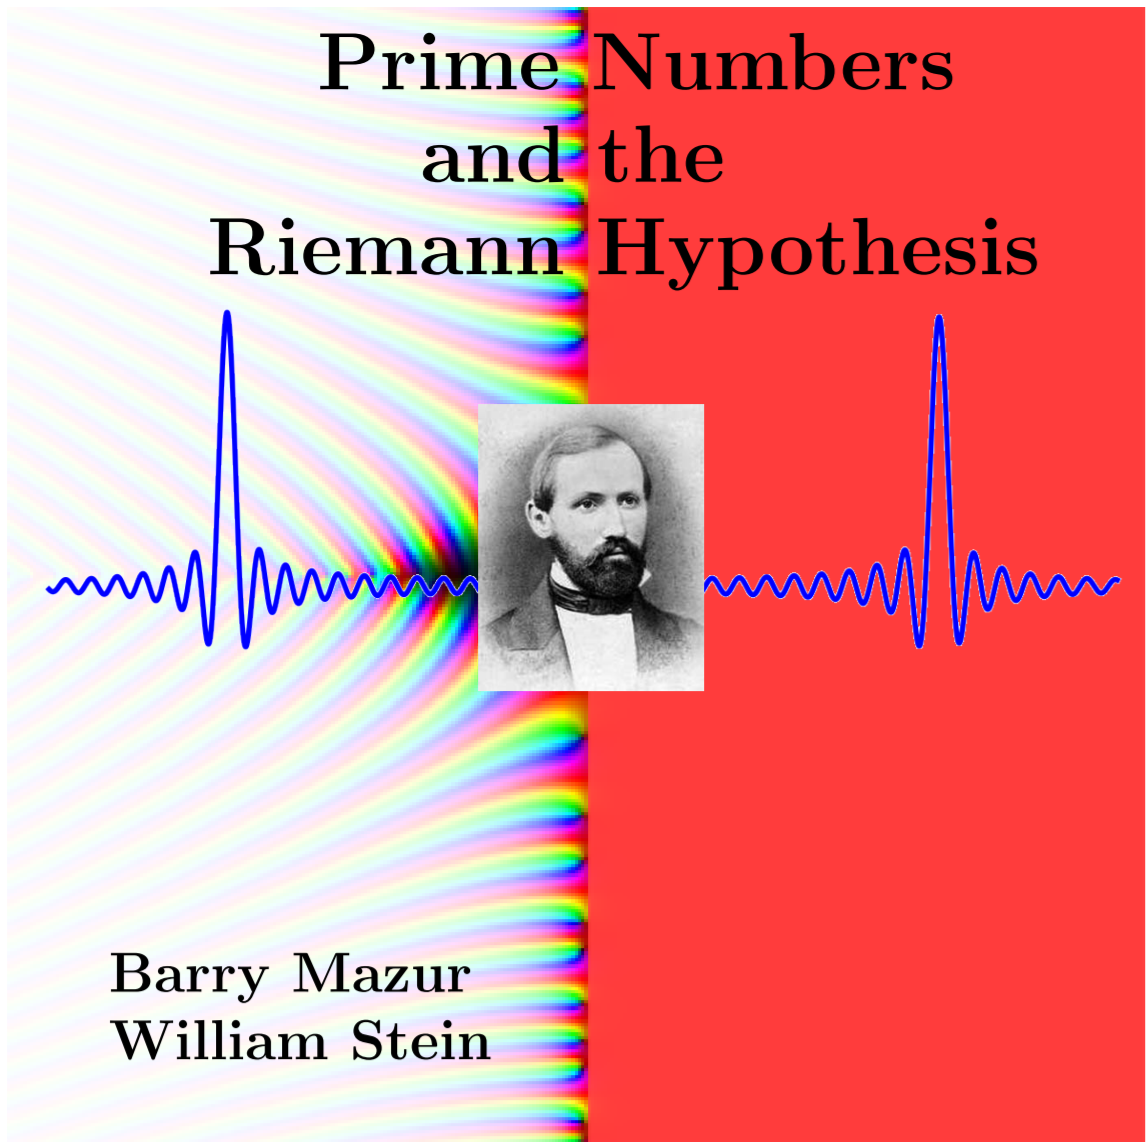 Prime Numbers
and the
Riemann Hypothesis
Barry Mazur
William Stein